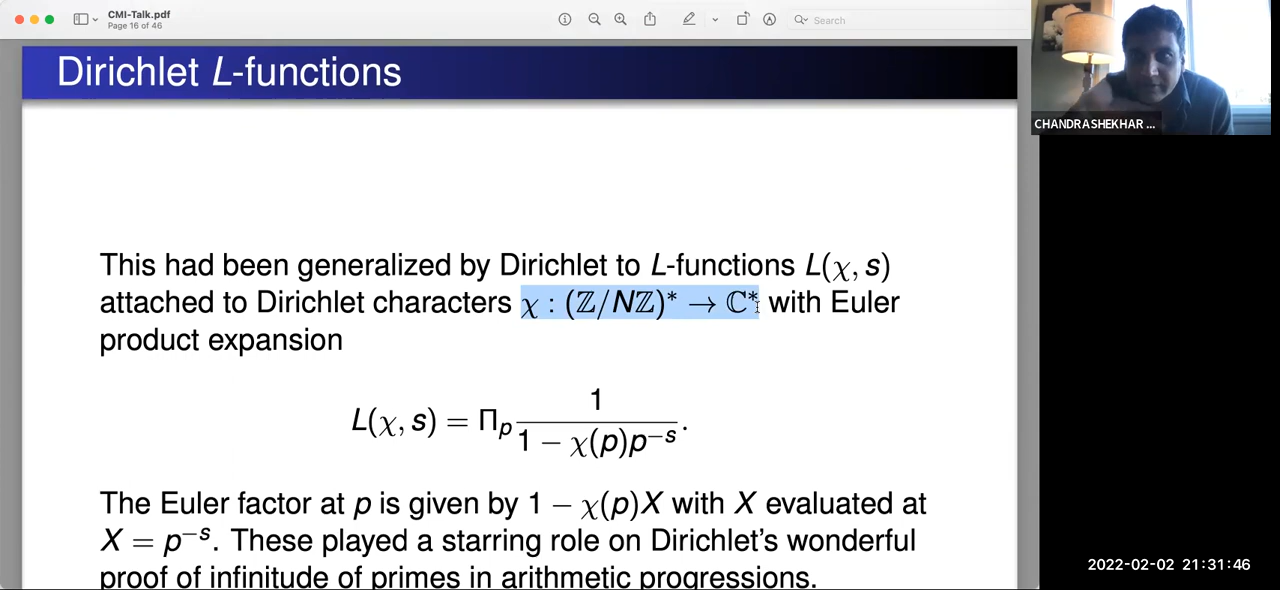 CMI-Talk.pdf
Page 16 of 46
Search
Dirichlet L-functions
CHANDRASHEKHAR ...
This had been generalized by Dirichlet to L-functions L(χ, s)
attached to Dirichlet characters χ : (ℤ/Nℤ)* → ℂ* with Euler
product expansion
L(χ, s) = Π_p 1 / (1 − χ(p)p^{−s}).
The Euler factor at p is given by 1 − χ(p)X with X evaluated at
X = p^{−s}. These played a starring role on Dirichlet's wonderful
proof of infinitude of primes in arithmetic progressions.
2022-02-02 21:31:46